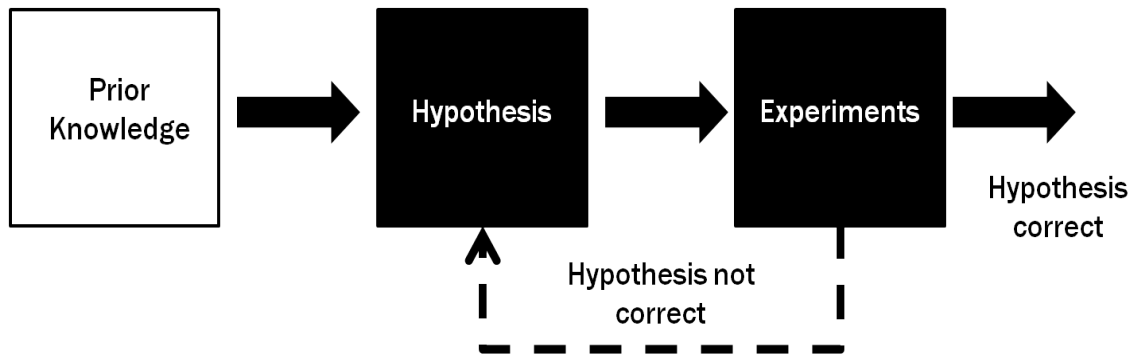 Prior
Knowledge
Hypothesis
Experiments
Hypothesis
correct
Hypothesis not
correct